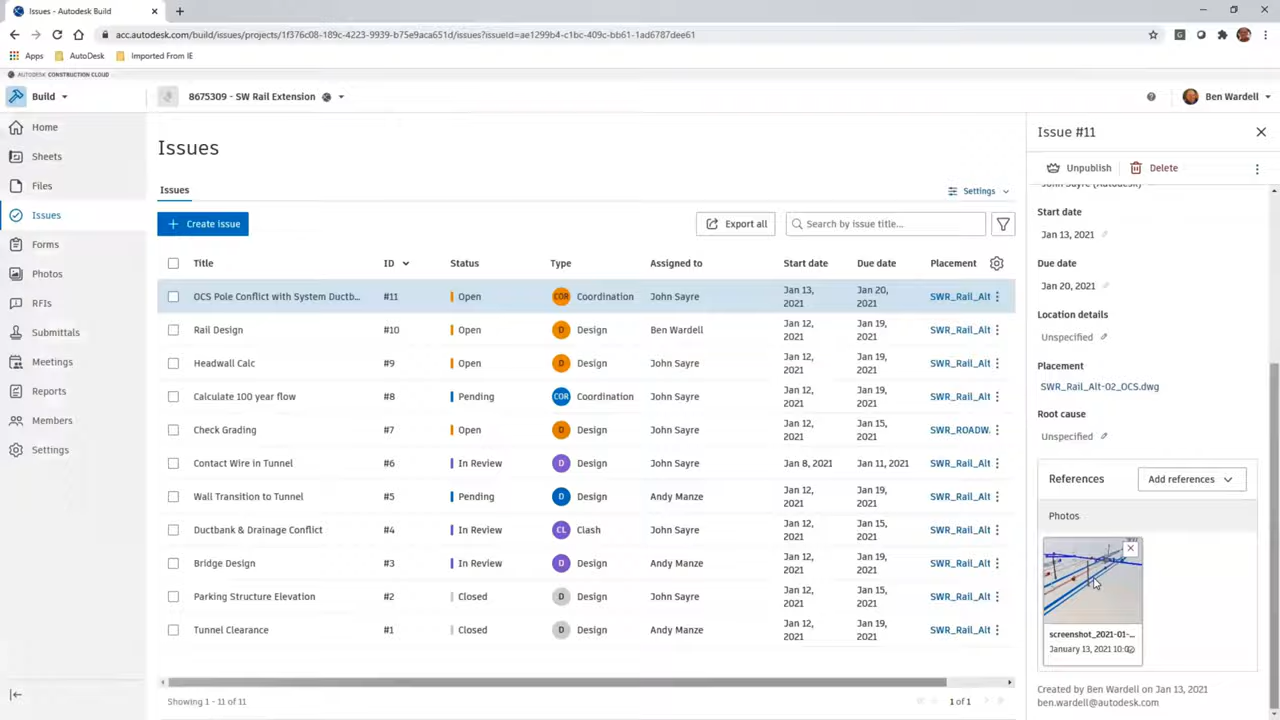 Issues - Autodesk Build
acc.autodesk.com/build/issues/projects/1f376c08-189c-4223-9939-b75e9aca651d/issues?issueId=ae1299b4-c1bc-409c-bb61-1ad6787dee61
Apps AutoDesk Imported From IE
AUTODESK CONSTRUCTION CLOUD
Build 8675309 - SW Rail Extension Ben Wardell
Home
Sheets
Files
Issues
Forms
Photos
RFIs
Submittals
Meetings
Reports
Members
Settings
Issues
Issues Settings
Create issue Export all Search by issue title...
Title ID Status Type Assigned to Start date Due date Placement
OCS Pole Conflict with System Ductb... #11 Open COR Coordination John Sayre Jan 13, 2021 Jan 20, 2021 SWR_Rail_Alt
Rail Design #10 Open D Design Ben Wardell Jan 12, 2021 Jan 19, 2021 SWR_Rail_Alt
Headwall Calc #9 Open D Design John Sayre Jan 12, 2021 Jan 19, 2021 SWR_Rail_Alt
Calculate 100 year flow #8 Pending COR Coordination John Sayre Jan 12, 2021 Jan 19, 2021 SWR_Rail_Alt
Check Grading #7 Open D Design John Sayre Jan 12, 2021 Jan 15, 2021 SWR_ROADW.
Contact Wire in Tunnel #6 In Review D Design John Sayre Jan 8, 2021 Jan 11, 2021 SWR_Rail_Alt
Wall Transition to Tunnel #5 Pending D Design Andy Manze Jan 12, 2021 Jan 19, 2021 SWR_Rail_Alt
Ductbank & Drainage Conflict #4 In Review CL Clash John Sayre Jan 12, 2021 Jan 15, 2021 SWR_Rail_Alt
Bridge Design #3 In Review D Design Andy Manze Jan 12, 2021 Jan 19, 2021 SWR_Rail_Alt
Parking Structure Elevation #2 Closed D Design John Sayre Jan 12, 2021 Jan 15, 2021 SWR_Rail_Alt
Tunnel Clearance #1 Closed D Design Andy Manze Jan 12, 2021 Jan 19, 2021 SWR_Rail_Alt
Showing 1 - 11 of 11 1 of 1
Issue #11
Unpublish Delete
John Sayre (Autodesk)
Start date
Jan 13, 2021
Due date
Jan 20, 2021
Location details
Unspecified
Placement
SWR_Rail_Alt-02_OCS.dwg
Root cause
Unspecified
References Add references
Photos
screenshot_2021-01-...
January 13, 2021 10:0
Created by Ben Wardell on Jan 13, 2021
ben.wardell@autodesk.com